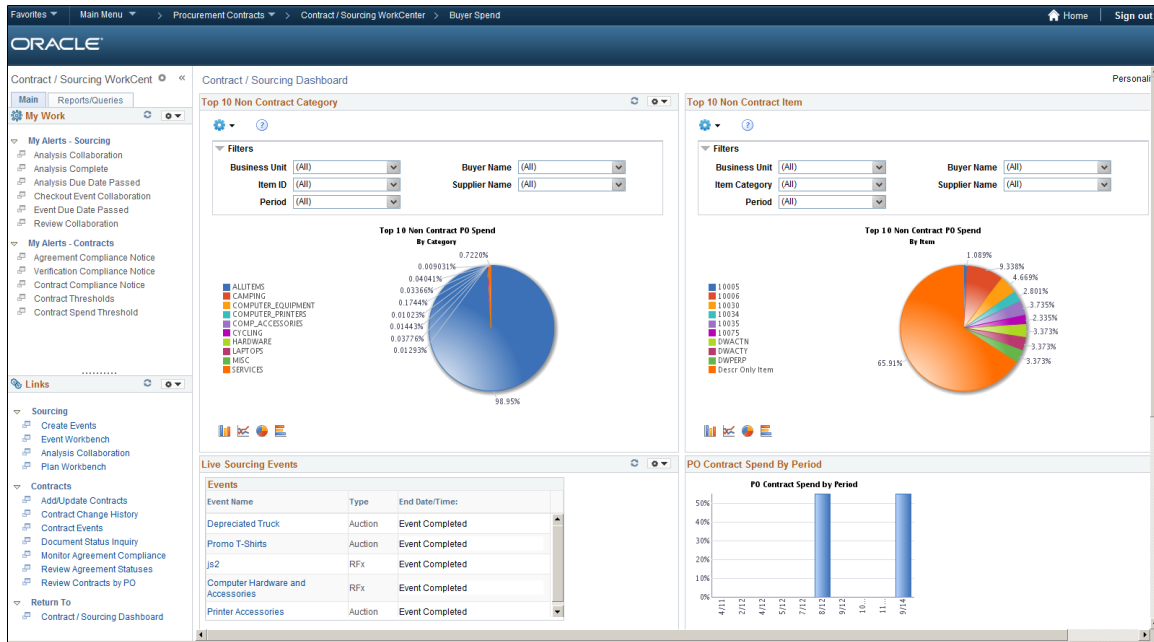 Favorites Main Menu > Procurement Contracts > Contract / Sourcing WorkCenter > Buyer Spend Home Sign out
ORACLE
Contract / Sourcing WorkCent «
Main Reports/Queries
My Work
My Alerts - Sourcing
Analysis Collaboration
Analysis Complete
Analysis Due Date Passed
Checkout Event Collaboration
Event Due Date Passed
Review Collaboration
My Alerts - Contracts
Agreement Compliance Notice
Verification Compliance Notice
Contract Compliance Notice
Contract Thresholds
Contract Spend Threshold
Links
Sourcing
Create Events
Event Workbench
Analysis Collaboration
Plan Workbench
Contracts
Add/Update Contracts
Contract Change History
Contract Events
Document Status Inquiry
Monitor Agreement Compliance
Review Agreement Statuses
Review Contracts by PO
Return To
Contract / Sourcing Dashboard
Contract / Sourcing Dashboard Personali
Top 10 Non Contract Category
Filters
Business Unit (All) Buyer Name (All)
Item ID (All) Supplier Name (All)
Period (All)
Top 10 Non Contract PO Spend
By Category
ALLITEMS
CAMPING
COMPUTER_EQUIPMENT
COMPUTER_PRINTERS
COMP_ACCESSORIES
CYCLING
HARDWARE
LAPTOPS
MISC
SERVICES
0.7220%
0.009031%
0.04041%
0.03366%
0.1744%
0.01023%
0.01443%
0.03776%
0.01293%
98.95%
Top 10 Non Contract Item
Filters
Business Unit (All) Buyer Name (All)
Item Category (All) Supplier Name (All)
Period (All)
Top 10 Non Contract PO Spend
By Item
10005
10006
10030
10034
10035
10075
DWACTN
DWACTY
DWPERP
Descr Only Item
1.089%
9.338%
4.669%
2.801%
3.735%
2.335%
3.373%
3.373%
3.373%
65.91%
Live Sourcing Events
Events
Event Name Type End Date/Time:
Depreciated Truck Auction Event Completed
Promo T-Shirts Auction Event Completed
js2 RFx Event Completed
Computer Hardware and
Accessories RFx Event Completed
Printer Accessories Auction Event Completed
PO Contract Spend By Period
PO Contract Spend by Period
50%
40%
30%
20%
10%
0%
4/11 2/12 4/12 5/12 7/12 8/12 9/12 10... 11... 9/14